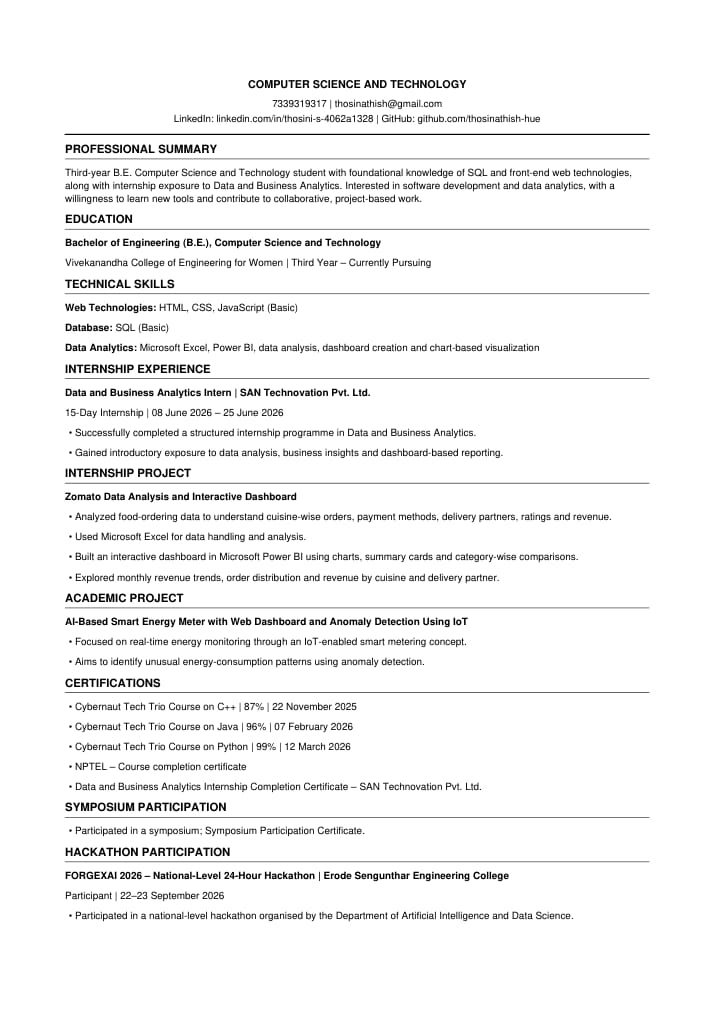 COMPUTER SCIENCE AND TECHNOLOGY
7339319317 | thosinathish@gmail.com
LinkedIn: linkedin.com/in/thosini-s-4062a1328 | GitHub: github.com/thosinathish-hue
PROFESSIONAL SUMMARY
Third-year B.E. Computer Science and Technology student with foundational knowledge of SQL and front-end web technologies,
along with internship exposure to Data and Business Analytics. Interested in software development and data analytics, with a
willingness to learn new tools and contribute to collaborative, project-based work.
EDUCATION
Bachelor of Engineering (B.E.), Computer Science and Technology
Vivekanandha College of Engineering for Women | Third Year – Currently Pursuing
TECHNICAL SKILLS
Web Technologies: HTML, CSS, JavaScript (Basic)
Database: SQL (Basic)
Data Analytics: Microsoft Excel, Power BI, data analysis, dashboard creation and chart-based visualization
INTERNSHIP EXPERIENCE
Data and Business Analytics Intern | SAN Technovation Pvt. Ltd.
15-Day Internship | 08 June 2026 – 25 June 2026
• Successfully completed a structured internship programme in Data and Business Analytics.
• Gained introductory exposure to data analysis, business insights and dashboard-based reporting.
INTERNSHIP PROJECT
Zomato Data Analysis and Interactive Dashboard
• Analyzed food-ordering data to understand cuisine-wise orders, payment methods, delivery partners, ratings and revenue.
• Used Microsoft Excel for data handling and analysis.
• Built an interactive dashboard in Microsoft Power BI using charts, summary cards and category-wise comparisons.
• Explored monthly revenue trends, order distribution and revenue by cuisine and delivery partner.
ACADEMIC PROJECT
AI-Based Smart Energy Meter with Web Dashboard and Anomaly Detection Using IoT
• Focused on real-time energy monitoring through an IoT-enabled smart metering concept.
• Aims to identify unusual energy-consumption patterns using anomaly detection.
CERTIFICATIONS
• Cybernaut Tech Trio Course on C++ | 87% | 22 November 2025
• Cybernaut Tech Trio Course on Java | 96% | 07 February 2026
• Cybernaut Tech Trio Course on Python | 99% | 12 March 2026
• NPTEL – Course completion certificate
• Data and Business Analytics Internship Completion Certificate – SAN Technovation Pvt. Ltd.
SYMPOSIUM PARTICIPATION
• Participated in a symposium; Symposium Participation Certificate.
HACKATHON PARTICIPATION
FORGEXAI 2026 – National-Level 24-Hour Hackathon | Erode Sengunthar Engineering College
Participant | 22–23 September 2026
• Participated in a national-level hackathon organised by the Department of Artificial Intelligence and Data Science.